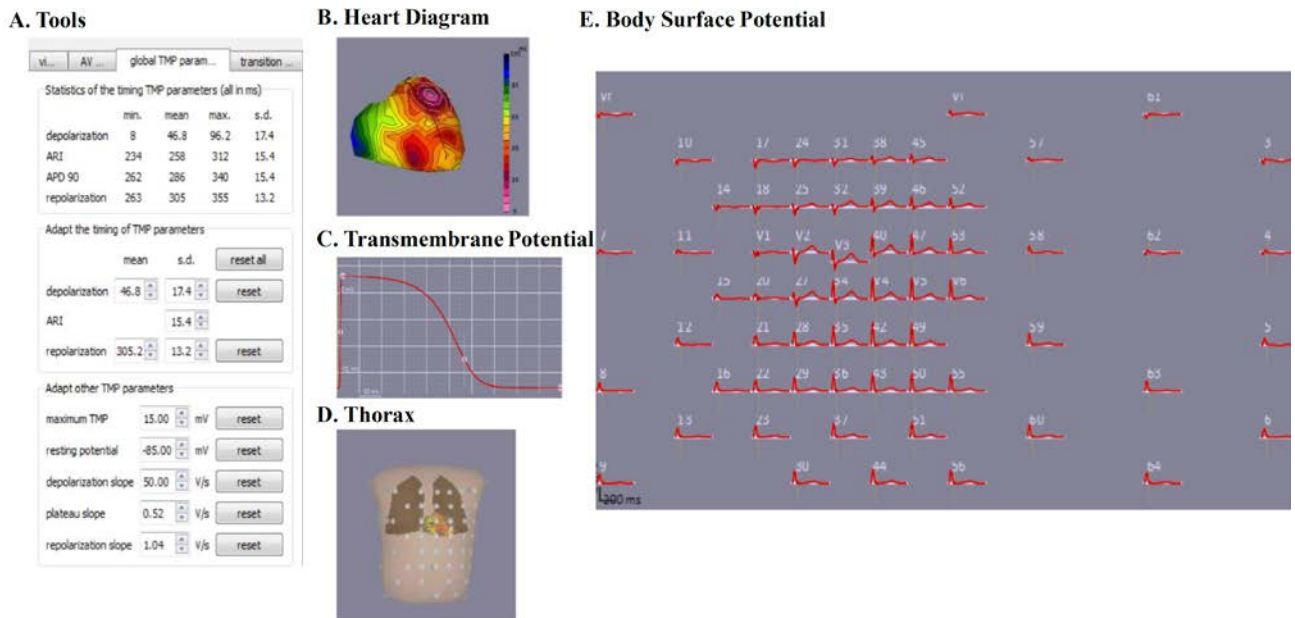 A. Tools
B. Heart Diagram
E. Body Surface Potential
vi... AV ... global TMP param... transition ...
Statistics of the timing TMP parameters (all in ms)
min. mean max. s.d.
depolarization 8 46.8 96.2 17.4
ARI 234 258 312 15.4
APD 90 262 286 340 15.4
repolarization 263 305 355 13.2
Adapt the timing of TMP parameters
mean s.d. reset all
depolarization 46.8 17.4 reset
ARI 15.4
repolarization 305.2 13.2 reset
Adapt other TMP parameters
maximum TMP 15.00 mV reset
resting potential -85.00 mV reset
depolarization slope 50.00 V/s reset
plateau slope 0.52 V/s reset
repolarization slope 1.04 V/s reset
C. Transmembrane Potential
D. Thorax
61
10 17 24 31 38 45 57 3
14 18 25 32 39 46 52
7 11 V1 V2 V3 40 47 53 58 62 4
15 20 27 34 V4 V5 V6
12 21 28 35 42 49 59 5
8 16 22 29 36 43 50 55 63
13 23 37 51 60 6
9 30 44 56 64
200 ms